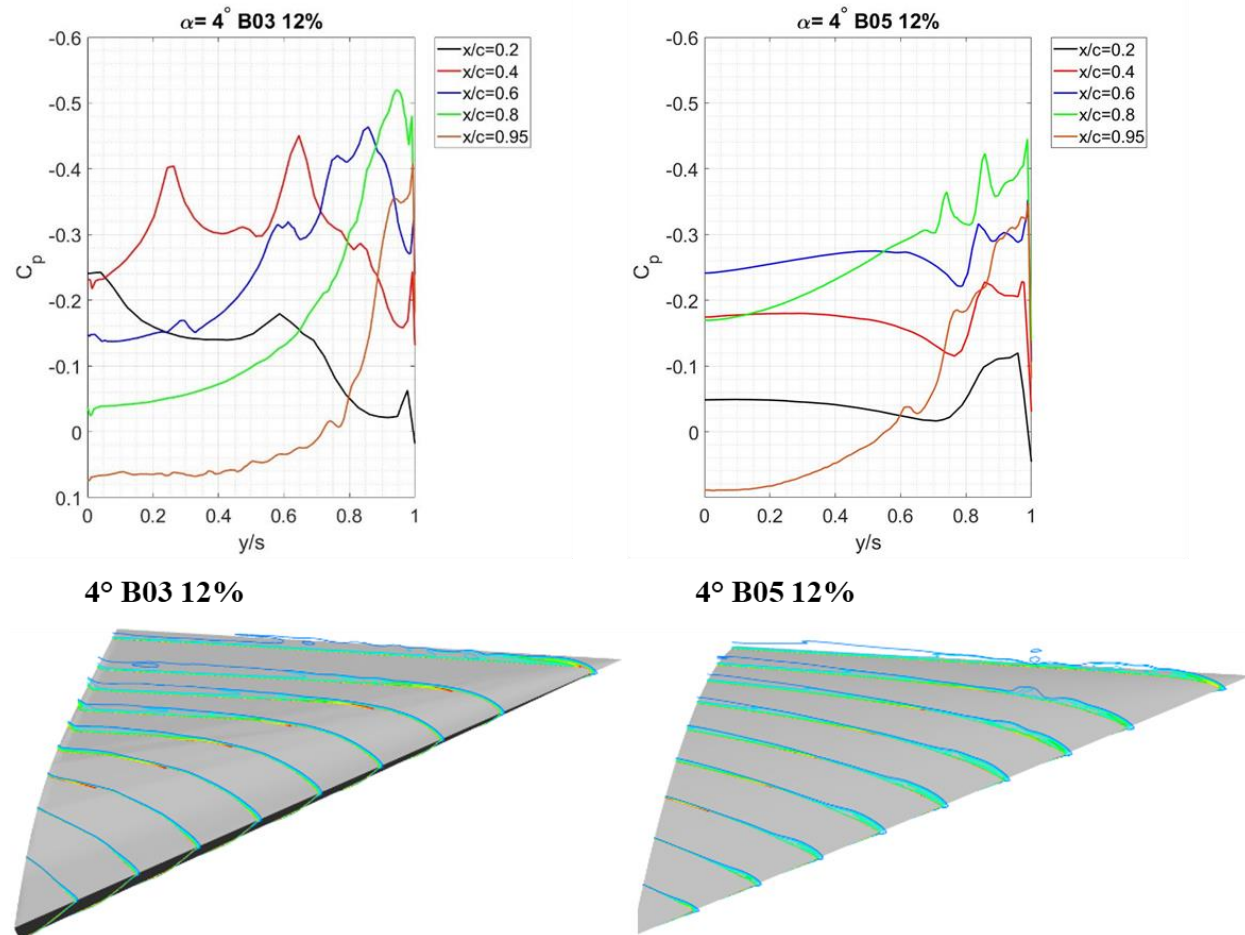 α= 4° B03 12%
-0.6
-0.5
-0.4
-0.3
-0.2
-0.1
0
0.1
Cp
0 0.2 0.4 0.6 0.8 1
y/s
x/c=0.2
x/c=0.4
x/c=0.6
x/c=0.8
x/c=0.95
α= 4° B05 12%
-0.6
-0.5
-0.4
-0.3
-0.2
-0.1
0
Cp
0 0.2 0.4 0.6 0.8 1
y/s
x/c=0.2
x/c=0.4
x/c=0.6
x/c=0.8
x/c=0.95
4° B03 12%
4° B05 12%